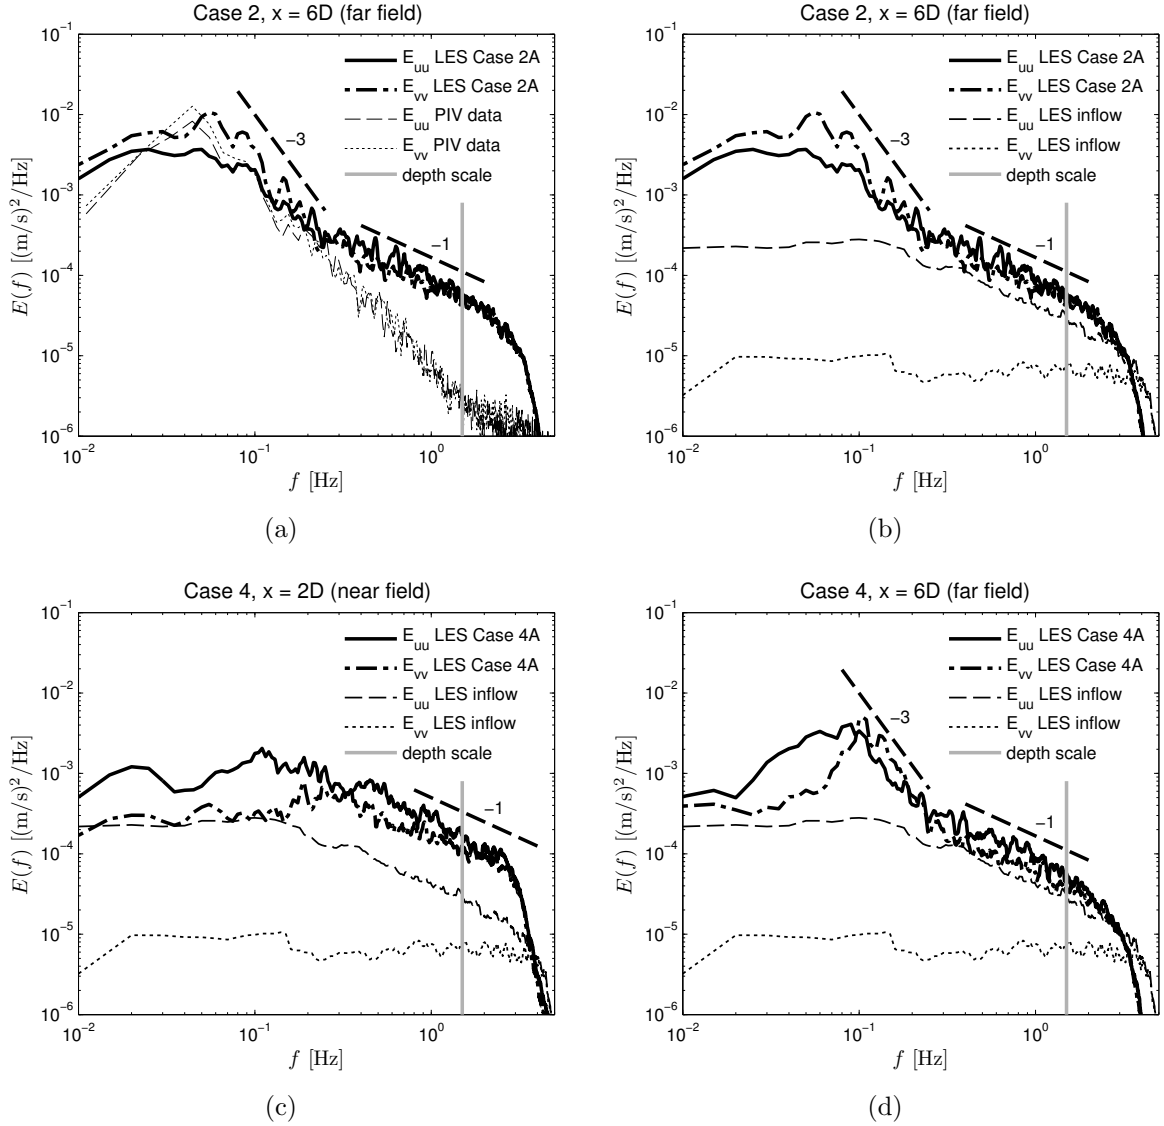 Case 2, x = 6D (far field)
10⁻¹
10⁻²
10⁻³
10⁻⁴
10⁻⁵
10⁻⁶
E(f) [(m/s)²/Hz]
E_uu LES Case 2A
E_vv LES Case 2A
E_uu PIV data
E_vv PIV data
depth scale
−3
−1
10⁻²
10⁻¹
10⁰
f [Hz]
(a)
Case 2, x = 6D (far field)
10⁻¹
10⁻²
10⁻³
10⁻⁴
10⁻⁵
10⁻⁶
E(f) [(m/s)²/Hz]
E_uu LES Case 2A
E_vv LES Case 2A
E_uu LES inflow
E_vv LES inflow
depth scale
−3
−1
10⁻²
10⁻¹
10⁰
f [Hz]
(b)
Case 4, x = 2D (near field)
10⁻¹
10⁻²
10⁻³
10⁻⁴
10⁻⁵
10⁻⁶
E(f) [(m/s)²/Hz]
E_uu LES Case 4A
E_vv LES Case 4A
E_uu LES inflow
E_vv LES inflow
depth scale
−1
10⁻²
10⁻¹
10⁰
f [Hz]
(c)
Case 4, x = 6D (far field)
10⁻¹
10⁻²
10⁻³
10⁻⁴
10⁻⁵
10⁻⁶
E(f) [(m/s)²/Hz]
E_uu LES Case 4A
E_vv LES Case 4A
E_uu LES inflow
E_vv LES inflow
depth scale
−3
−1
10⁻²
10⁻¹
10⁰
f [Hz]
(d)